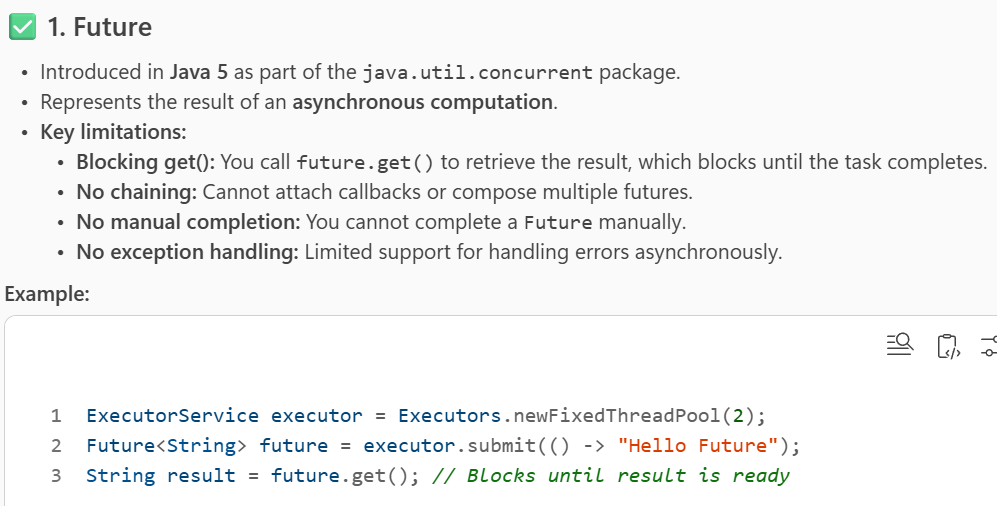 ✅ 1. Future
• Introduced in Java 5 as part of the java.util.concurrent package.
• Represents the result of an asynchronous computation.
• Key limitations:
• Blocking get(): You call future.get() to retrieve the result, which blocks until the task completes.
• No chaining: Cannot attach callbacks or compose multiple futures.
• No manual completion: You cannot complete a Future manually.
• No exception handling: Limited support for handling errors asynchronously.
Example:
1 ExecutorService executor = Executors.newFixedThreadPool(2);
2 Future<String> future = executor.submit(() -> "Hello Future");
3 String result = future.get(); // Blocks until result is ready